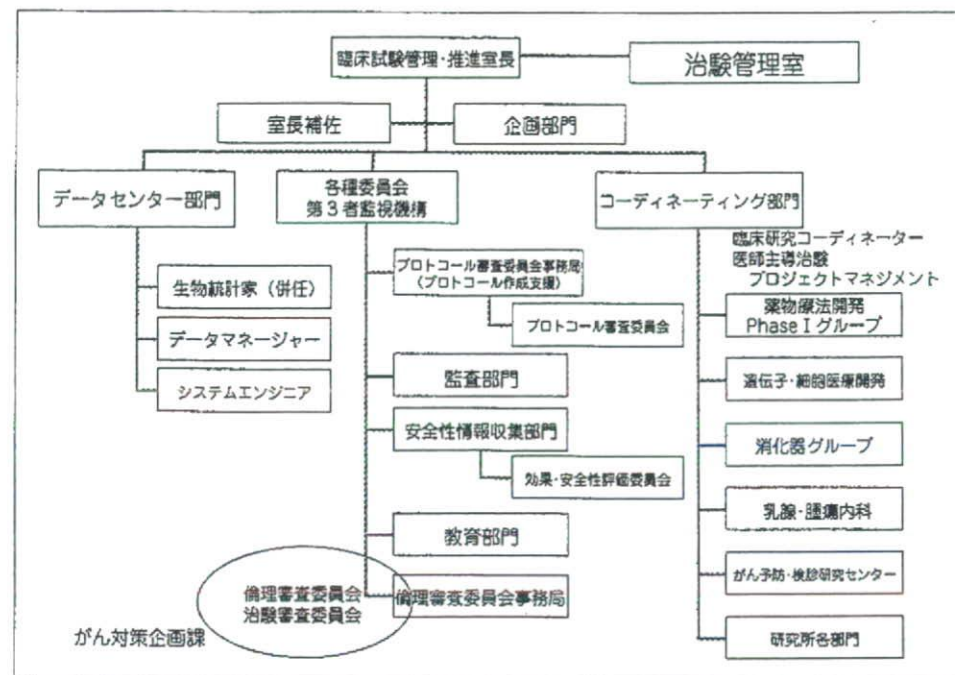 臨床試験管理・推進室長
治験管理室
室長補佐
企画部門
データセンター部門
各種委員会
第3者監視機構
コーディネーティング部門
臨床研究コーディネーター
医師主導治験
プロジェクトマネジメント
生物統計家（併任）
データマネージャー
システムエンジニア
プロトコール審査委員会事務局
（プロトコール作成支援）
プロトコール審査委員会
監査部門
安全性情報収集部門
効果・安全性評価委員会
教育部門
倫理審査委員会
治験審査委員会
倫理審査委員会事務局
がん対策企画課
薬物療法開発
Phase Ⅰ グループ
遺伝子・細胞医療開発
消化器グループ
乳腺・腫瘍内科
がん予防・検診研究センター
研究所各部門